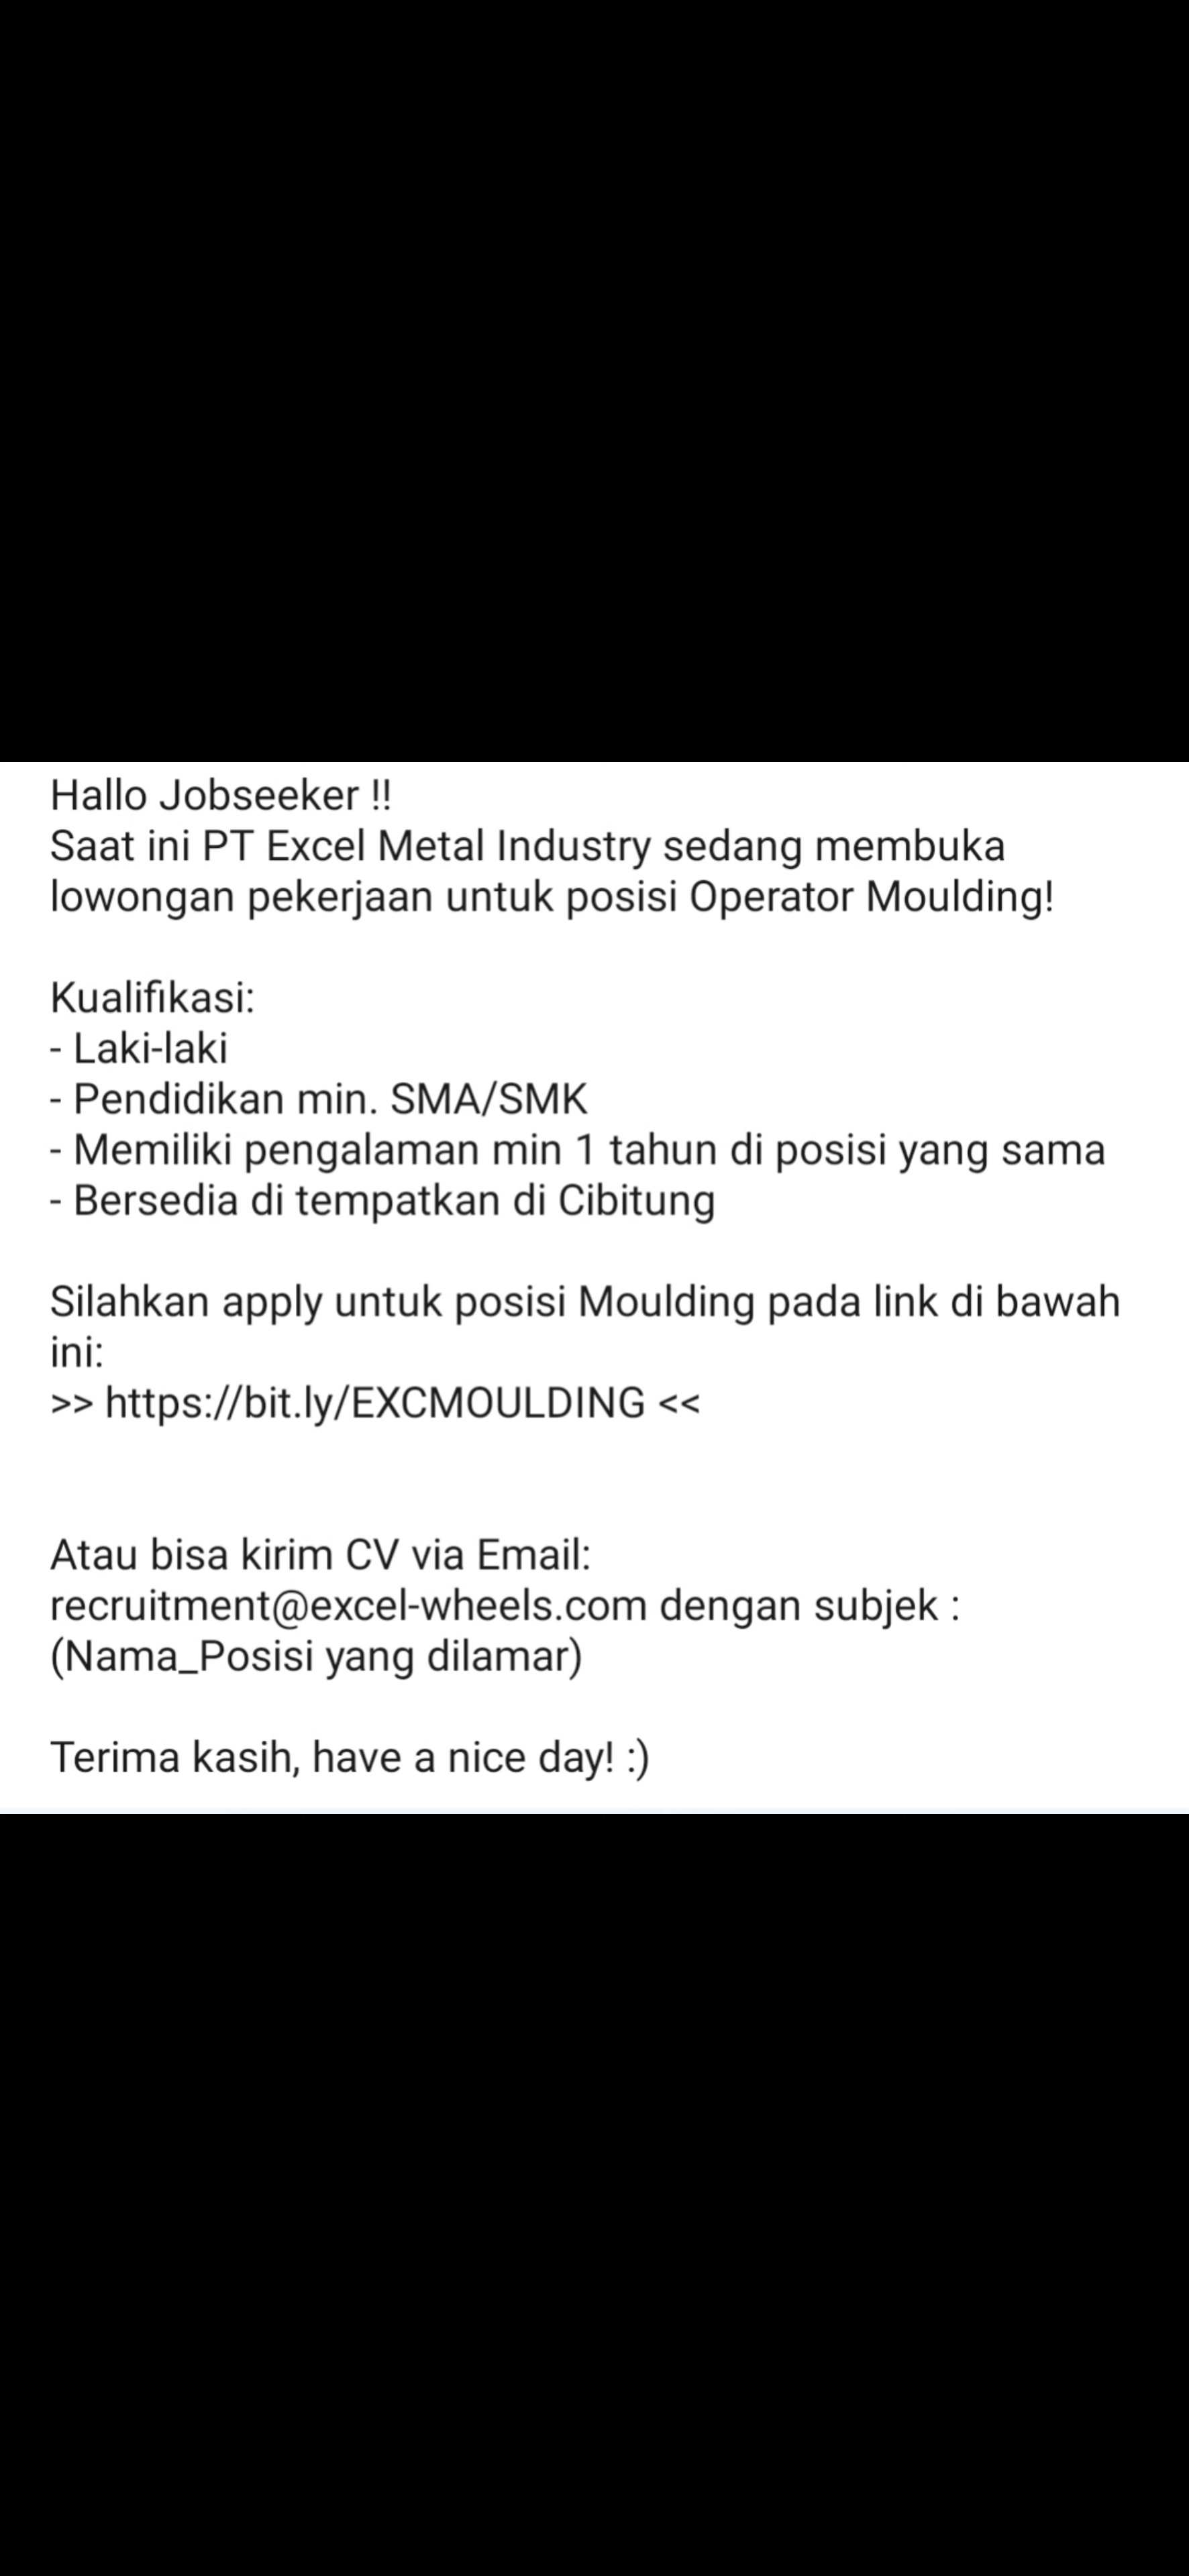 Hallo Jobseeker !!
Saat ini PT Excel Metal Industry sedang membuka
lowongan pekerjaan untuk posisi Operator Moulding!
Kualifikasi:
- Laki-laki
- Pendidikan min. SMA/SMK
- Memiliki pengalaman min 1 tahun di posisi yang sama
- Bersedia di tempatkan di Cibitung
Silahkan apply untuk posisi Moulding pada link di bawah
ini:
>> https://bit.ly/EXCMOULDING <<
Atau bisa kirim CV via Email:
recruitment@excel-wheels.com dengan subjek :
(Nama_Posisi yang dilamar)
Terima kasih, have a nice day! :)